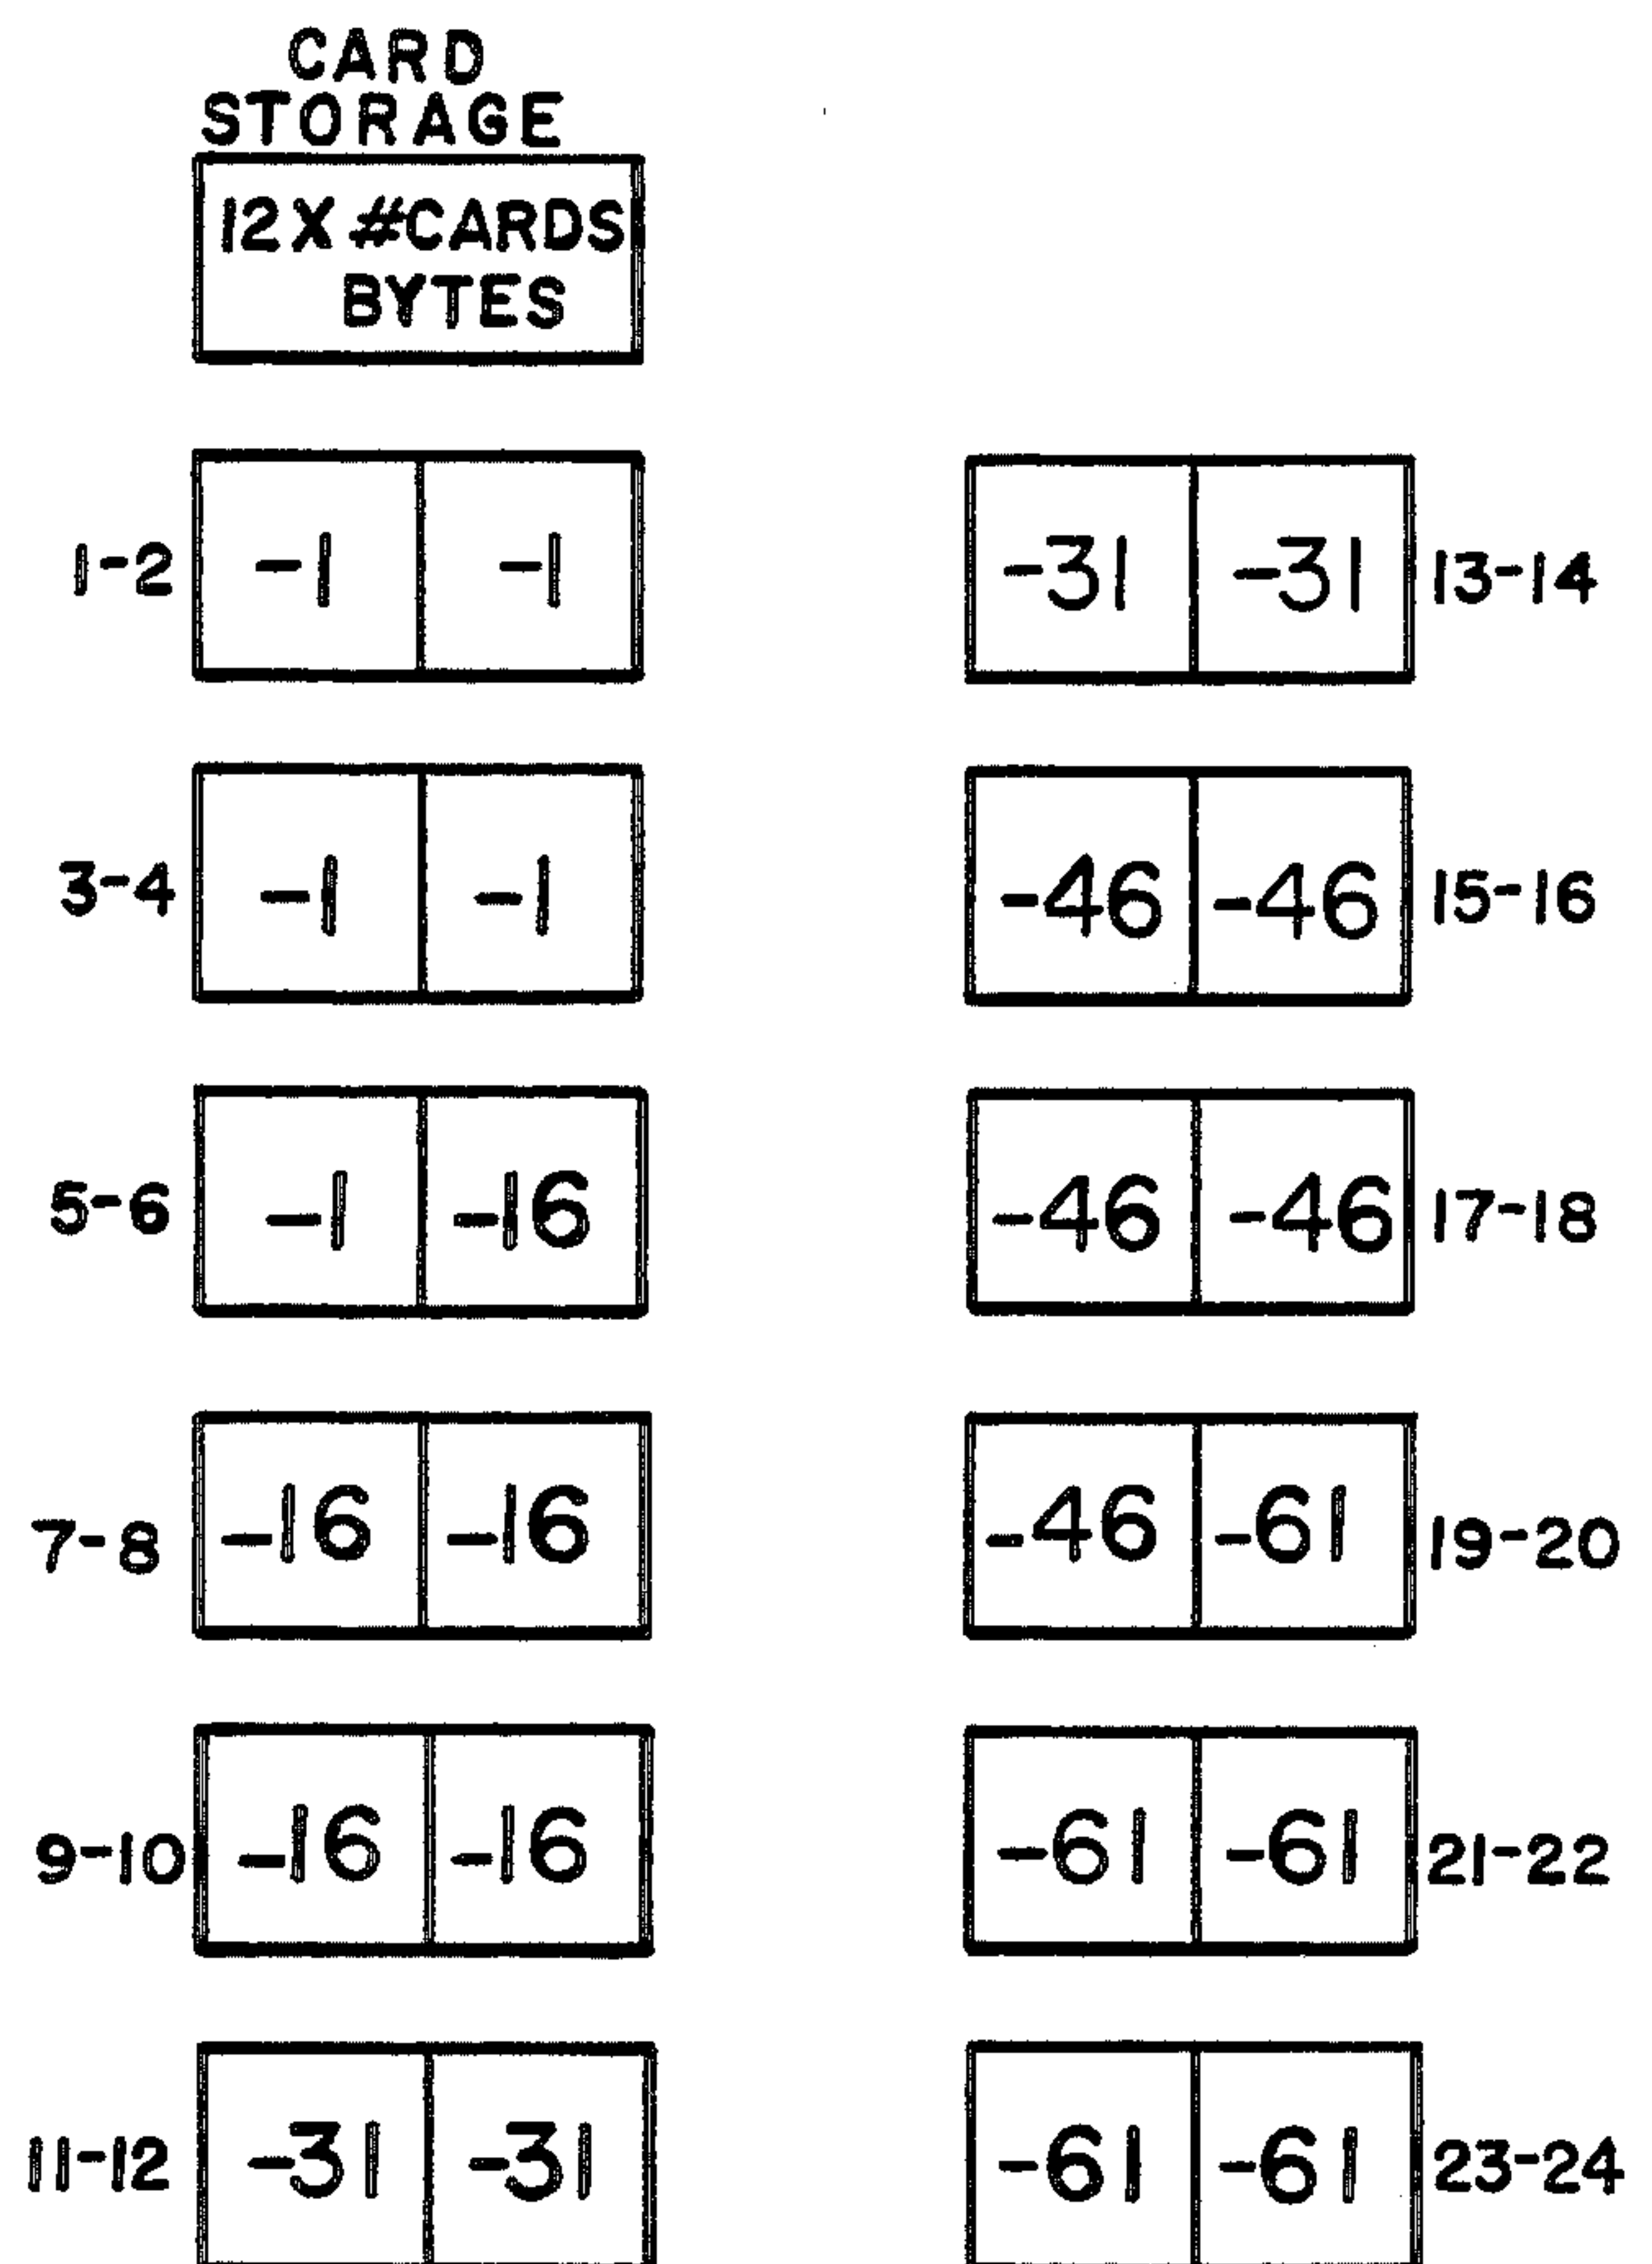 CARD
STORAGE
12X #CARDS
BYTES
1-2 -1 -1
3-4 -1 -1
5-6 -1 -16
7-8 -16 -16
9-10 -16 -16
11-12 -31 -31
-31 -31 13-14
-46 -46 15-16
-46 -46 17-18
-46 -61 19-20
-61 -61 21-22
-61 -61 23-24